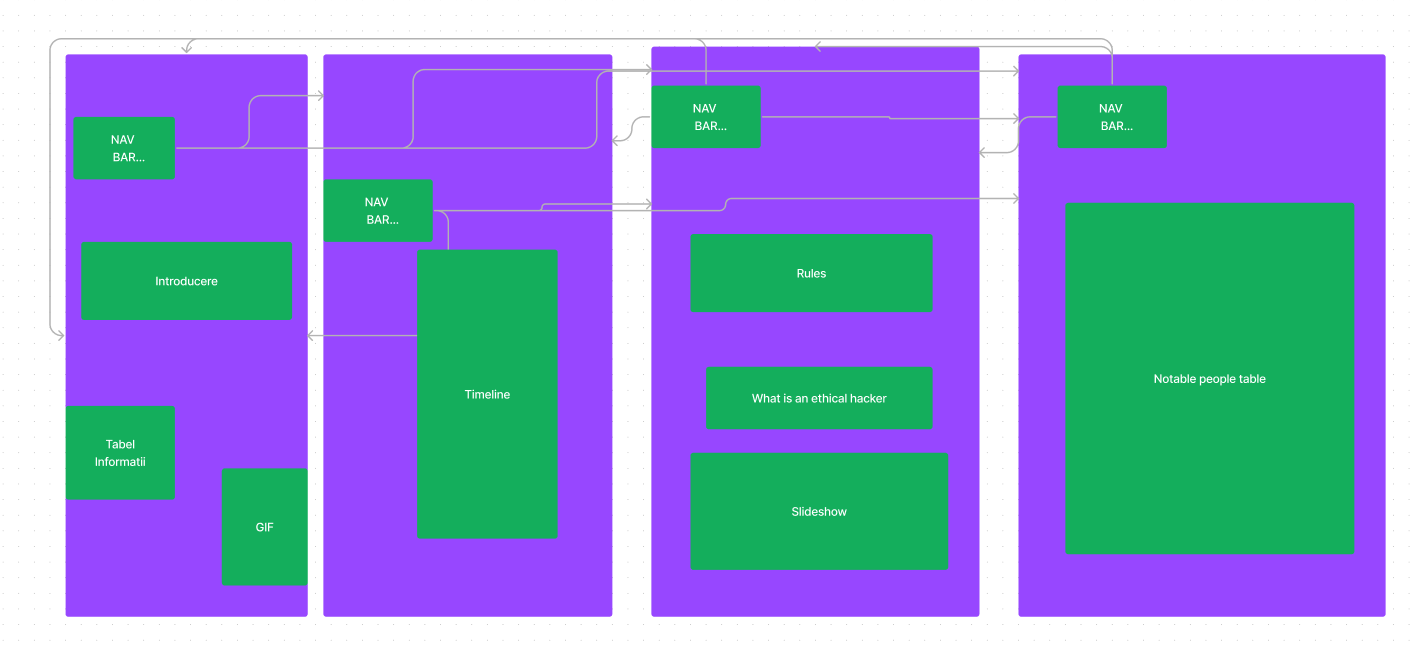 NAV
BAR...
Introducere
Tabel
Informatii
GIF
NAV
BAR...
Timeline
NAV
BAR...
Rules
What is an ethical hacker
Slideshow
NAV
BAR...
Notable people table